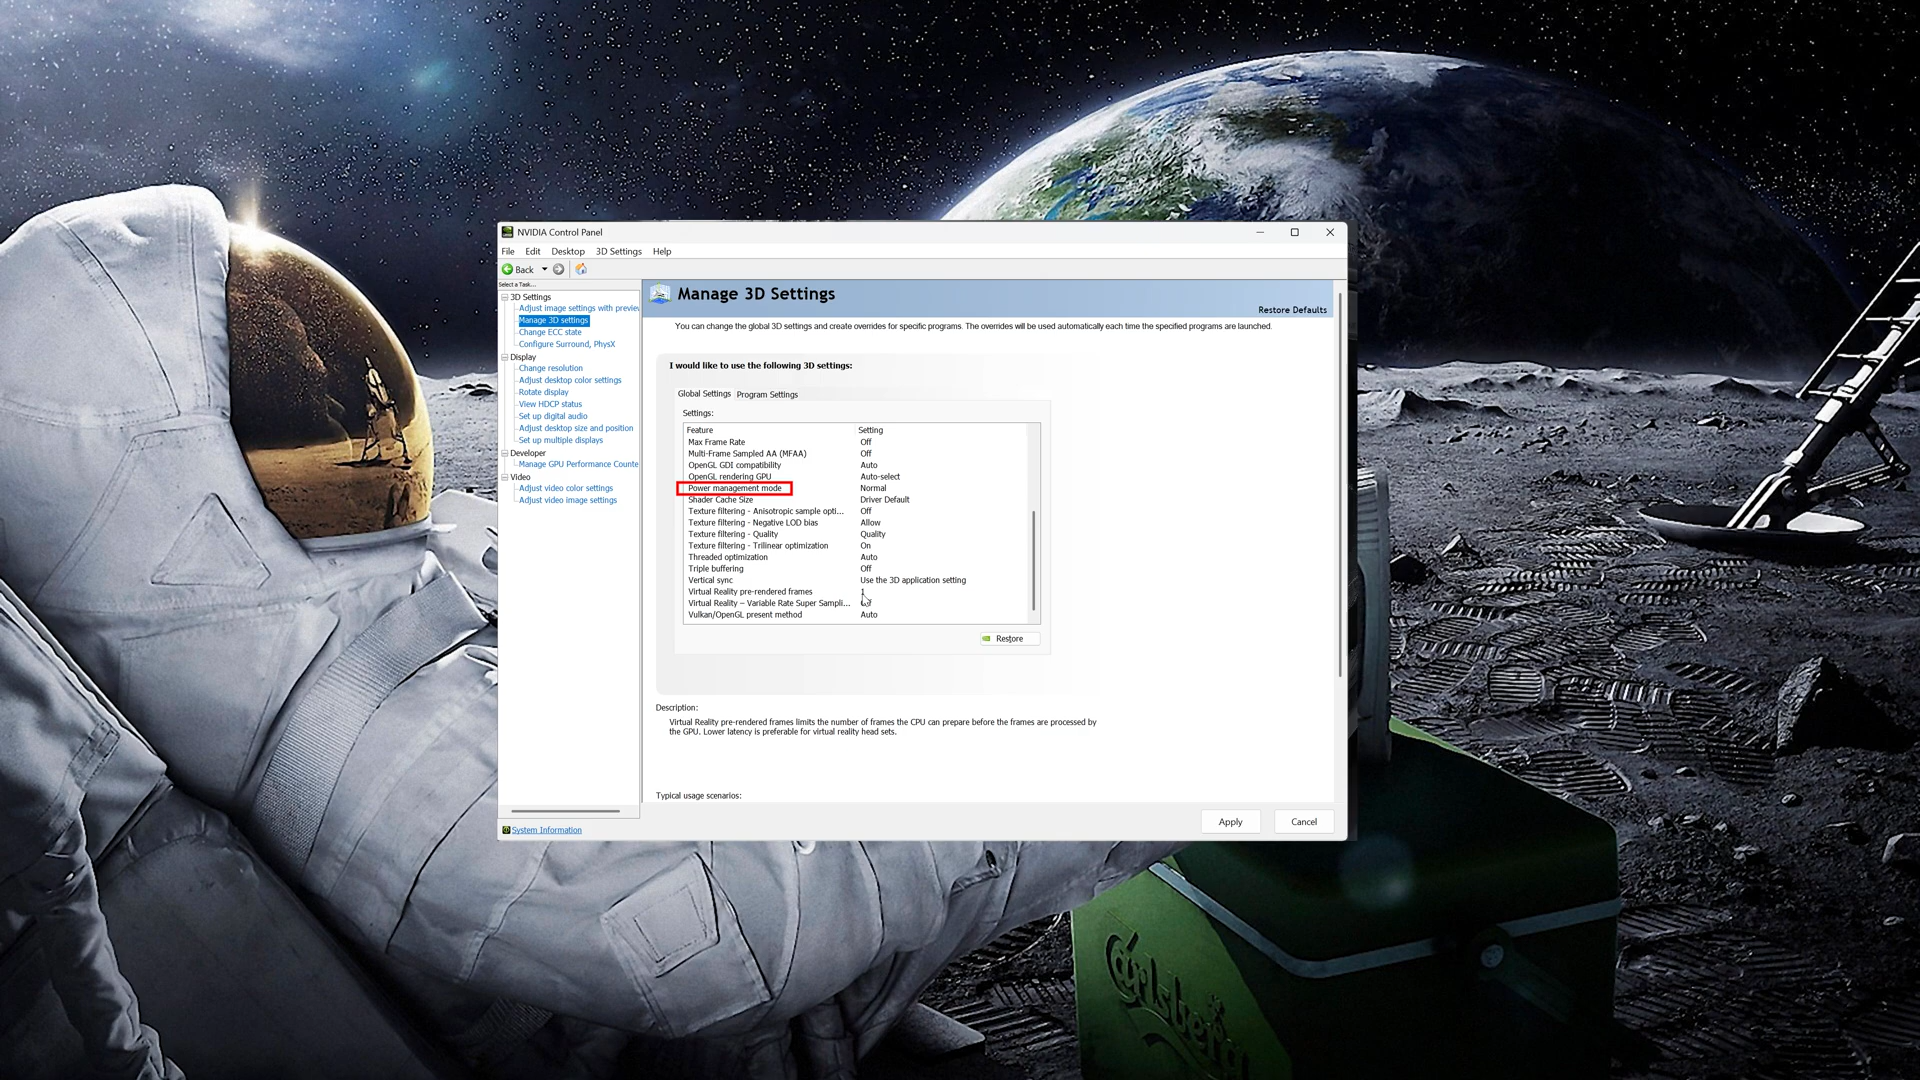 NVIDIA Control Panel
File Edit Desktop 3D Settings Help
Back
Select a Task...
3D Settings
Adjust image settings with preview
Manage 3D settings
Change ECC state
Configure Surround, PhysX
Display
Change resolution
Adjust desktop color settings
Rotate display
View HDCP status
Set up digital audio
Adjust desktop size and position
Set up multiple displays
Developer
Manage GPU Performance Counte
Video
Adjust video color settings
Adjust video image settings
System Information
Manage 3D Settings
Restore Defaults
You can change the global 3D settings and create overrides for specific programs. The overrides will be used automatically each time the specified programs are launched.
I would like to use the following 3D settings:
Global Settings Program Settings
Settings:
Feature Setting
Max Frame Rate Off
Multi-Frame Sampled AA (MFAA) Off
OpenGL GDI compatibility Auto
OpenGL rendering GPU Auto-select
Power management mode Normal
Shader Cache Size Driver Default
Texture filtering - Anisotropic sample opti... Off
Texture filtering - Negative LOD bias Allow
Texture filtering - Quality Quality
Texture filtering - Trilinear optimization On
Threaded optimization Auto
Triple buffering Off
Vertical sync Use the 3D application setting
Virtual Reality pre-rendered frames 1
Virtual Reality – Variable Rate Super Sampli... Off
Vulkan/OpenGL present method Auto
Restore
Description:
Virtual Reality pre-rendered frames limits the number of frames the CPU can prepare before the frames are processed by
the GPU. Lower latency is preferable for virtual reality head sets.
Typical usage scenarios:
Apply Cancel
Carlsberg